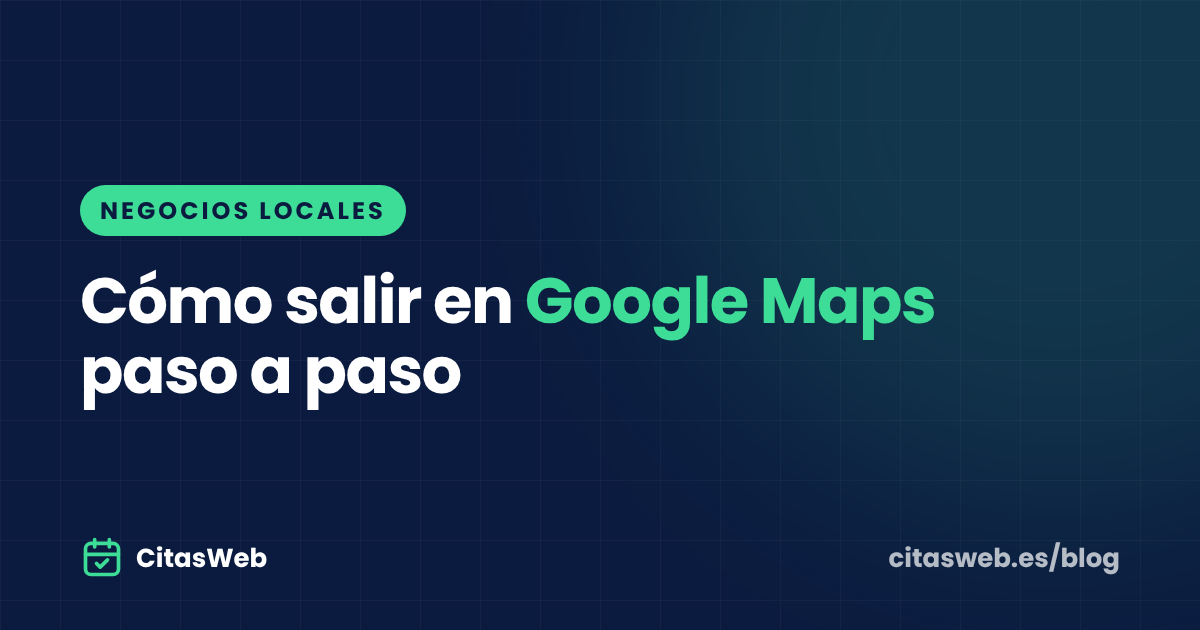 NEGOCIOS LOCALES
Cómo salir en Google Maps
paso a paso
CitasWeb
citasweb.es/blog